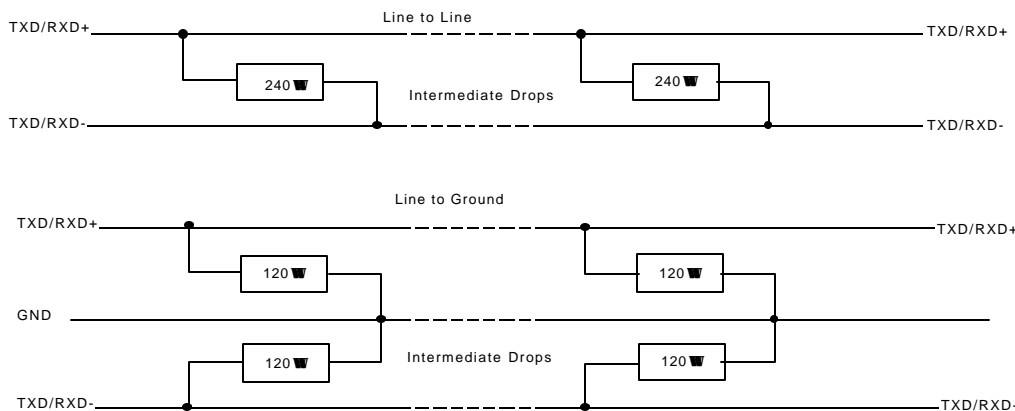 Line to Line
TXD/RXD+ TXD/RXD+
240 W 240 W
Intermediate Drops
TXD/RXD- TXD/RXD-
Line to Ground
TXD/RXD+ TXD/RXD+
120 W 120 W
GND
120 W 120 W
Intermediate Drops
TXD/RXD- TXD/RXD-